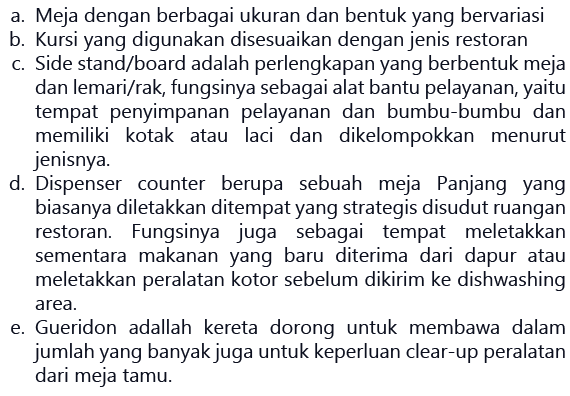 a. Meja dengan berbagai ukuran dan bentuk yang bervariasi
b. Kursi yang digunakan disesuaikan dengan jenis restoran
c. Side stand/board adalah perlengkapan yang berbentuk meja
dan lemari/rak, fungsinya sebagai alat bantu pelayanan, yaitu
tempat penyimpanan pelayanan dan bumbu-bumbu dan
memiliki kotak atau laci dan dikelompokkan menurut
jenisnya.
d. Dispenser counter berupa sebuah meja Panjang yang
biasanya diletakkan ditempat yang strategis disudut ruangan
restoran. Fungsinya juga sebagai tempat meletakkan
sementara makanan yang baru diterima dari dapur atau
meletakkan peralatan kotor sebelum dikirim ke dishwashing
area.
e. Gueridon adallah kereta dorong untuk membawa dalam
jumlah yang banyak juga untuk keperluan clear-up peralatan
dari meja tamu.